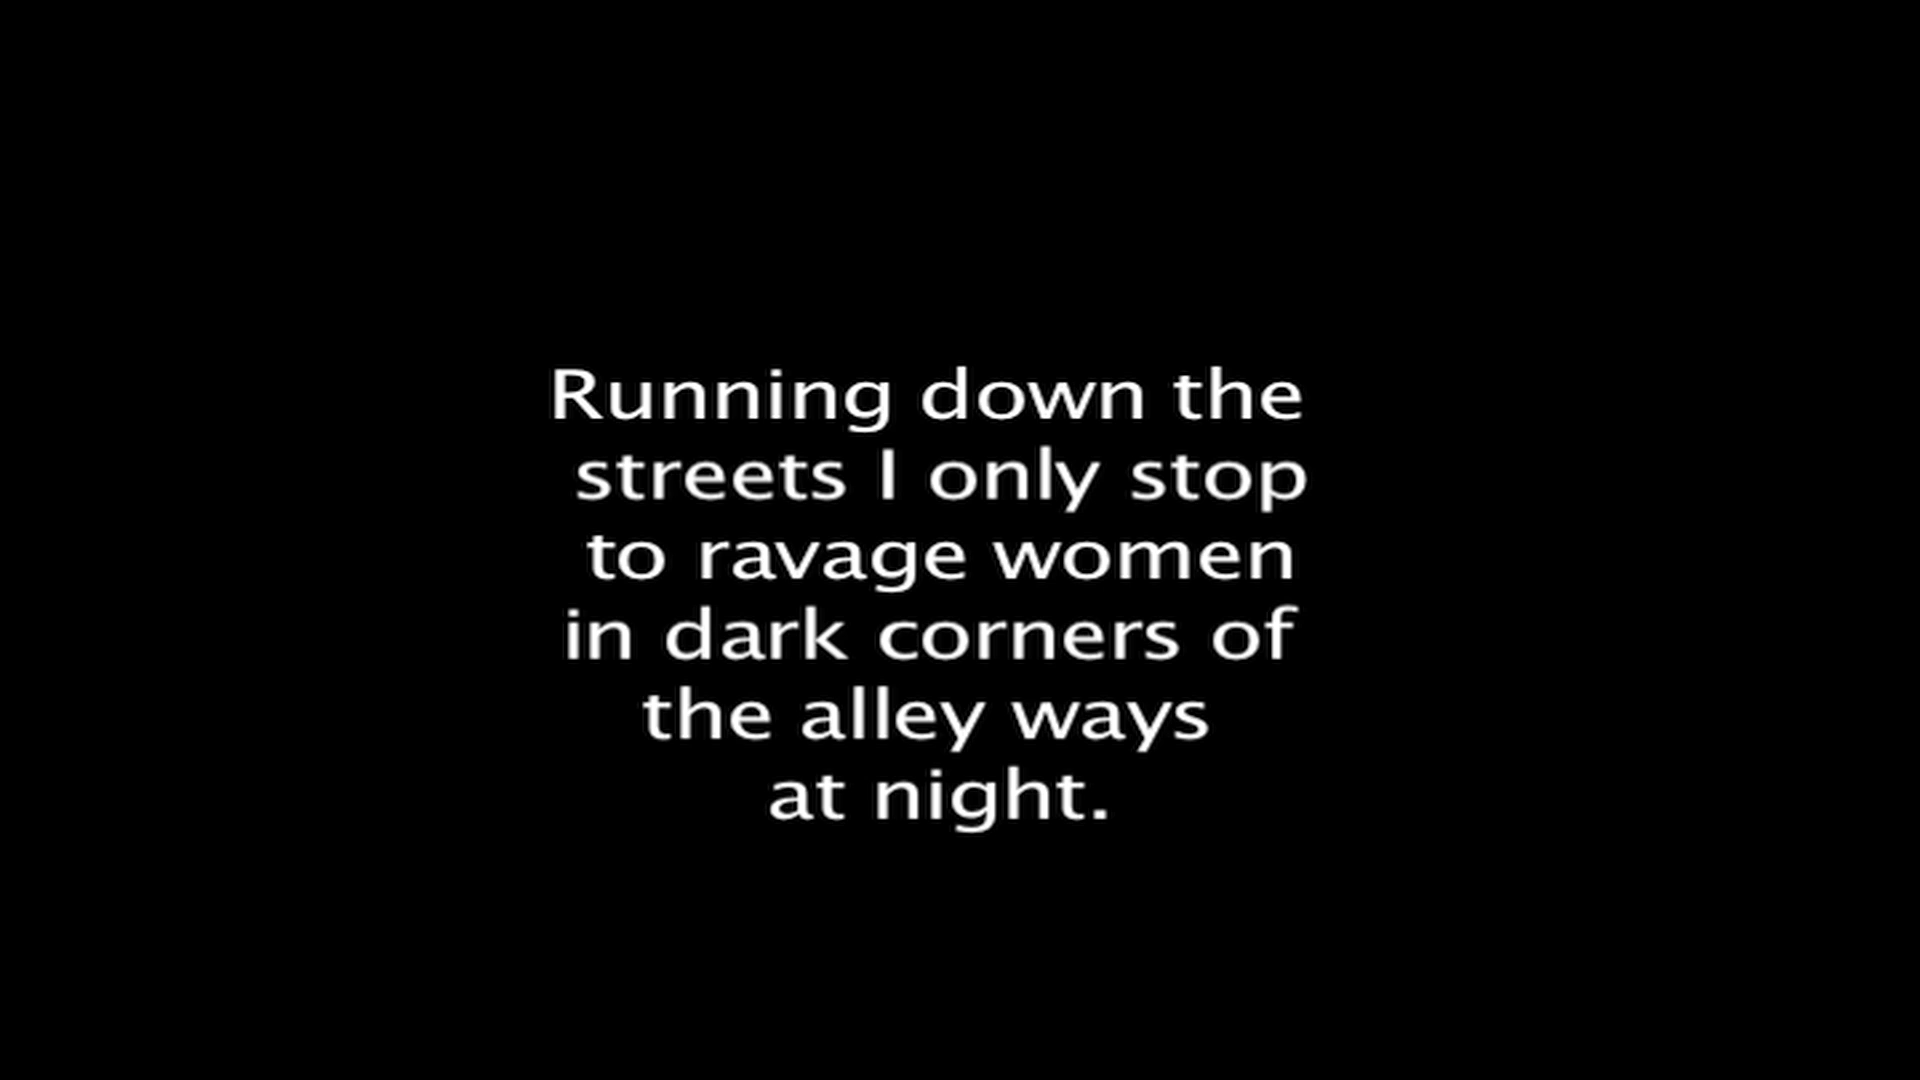 Running down the
streets I only stop
to ravage women
in dark corners of
the alley ways
at night.